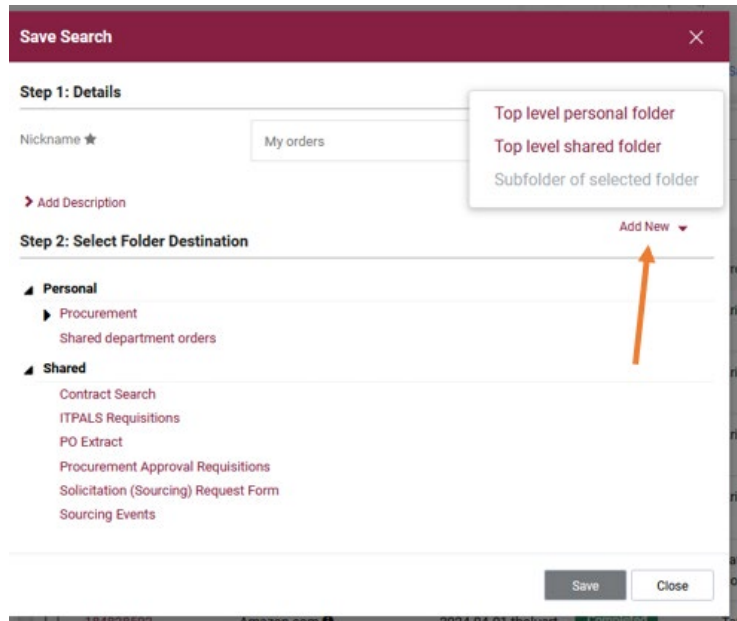 Save Search
Step 1: Details
Top level personal folder
Nickname ★ My orders
Top level shared folder
Subfolder of selected folder
Add Description
Add New
Step 2: Select Folder Destination
Personal
Procurement
Shared department orders
Shared
Contract Search
ITPALS Requisitions
PO Extract
Procurement Approval Requisitions
Solicitation (Sourcing) Request Form
Sourcing Events
Save Close